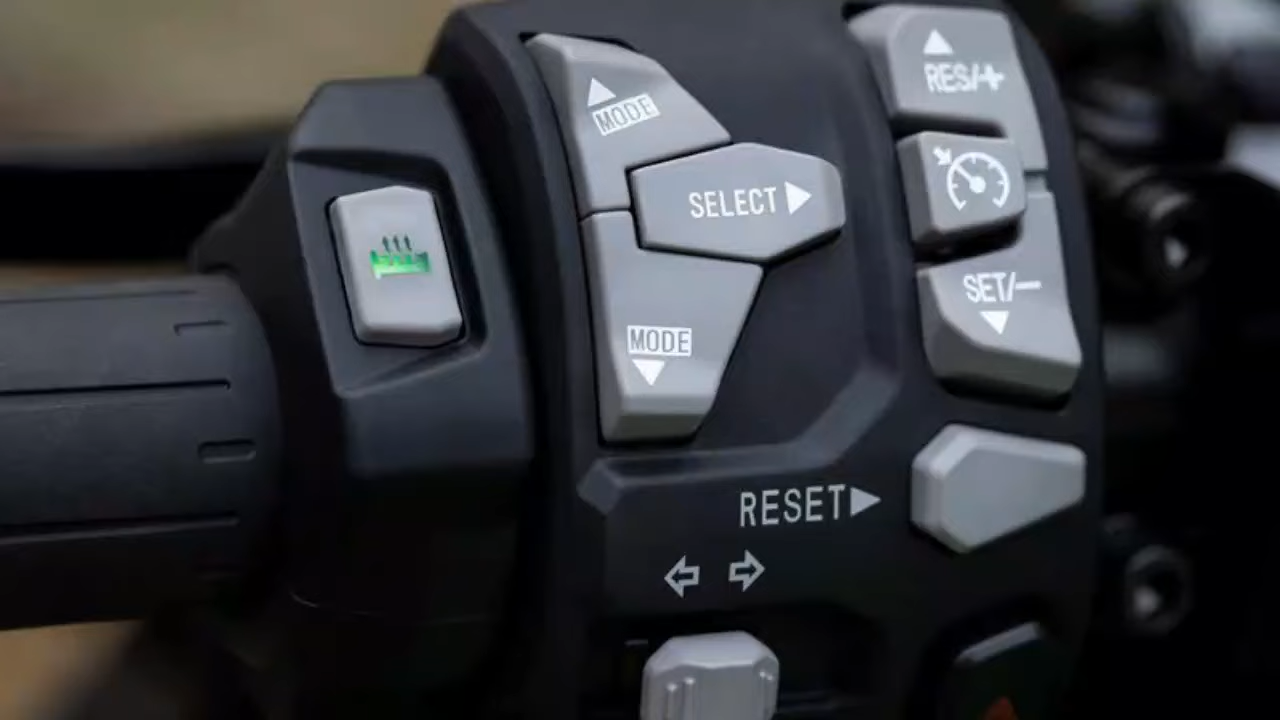 MODE
SELECT
MODE
RES/+
SET/−
RESET